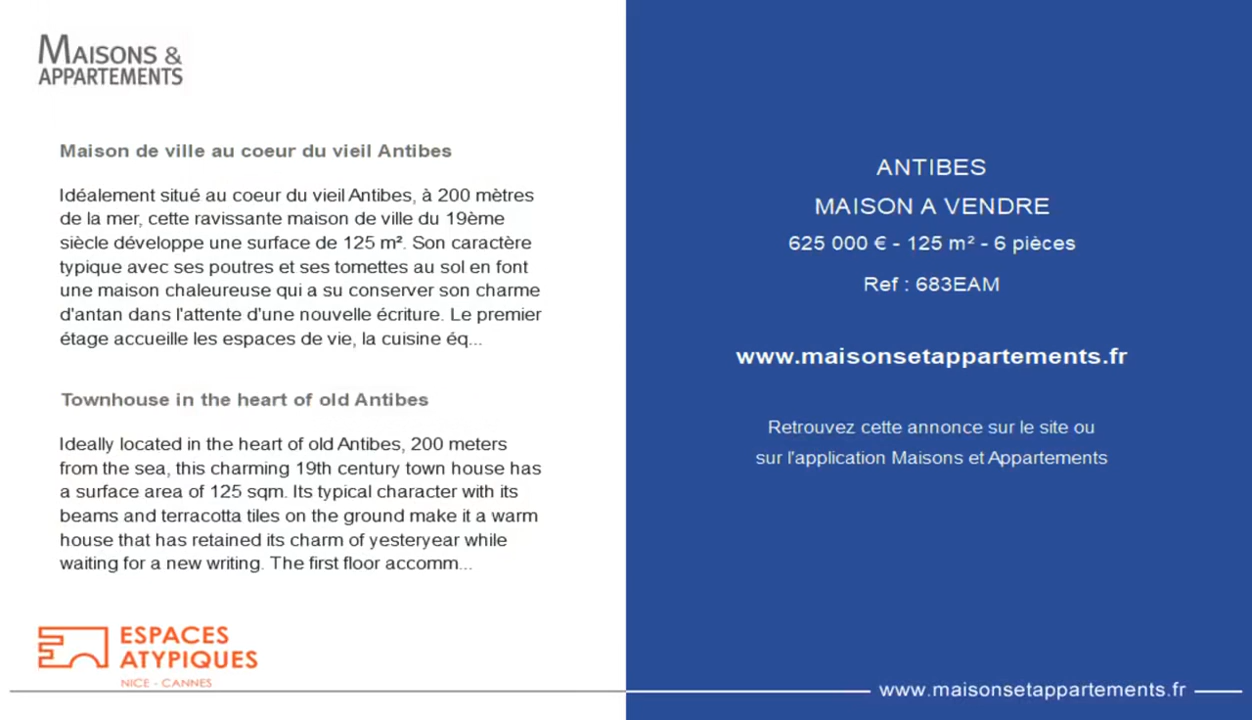 MAISONS &
APPARTEMENTS
Maison de ville au coeur du vieil Antibes
Idéalement situé au coeur du vieil Antibes, à 200 mètres
de la mer, cette ravissante maison de ville du 19ème
siècle développe une surface de 125 m². Son caractère
typique avec ses poutres et ses tomettes au sol en font
une maison chaleureuse qui a su conserver son charme
d'antan dans l'attente d'une nouvelle écriture. Le premier
étage accueille les espaces de vie, la cuisine éq...
Townhouse in the heart of old Antibes
Ideally located in the heart of old Antibes, 200 meters
from the sea, this charming 19th century town house has
a surface area of 125 sqm. Its typical character with its
beams and terracotta tiles on the ground make it a warm
house that has retained its charm of yesteryear while
waiting for a new writing. The first floor accomm...
ESPACES
ATYPIQUES
NICE - CANNES
ANTIBES
MAISON A VENDRE
625 000 € - 125 m² - 6 pièces
Ref : 683EAM
www.maisonsetappartements.fr
Retrouvez cette annonce sur le site ou
sur l'application Maisons et Appartements
www.maisonsetappartements.fr